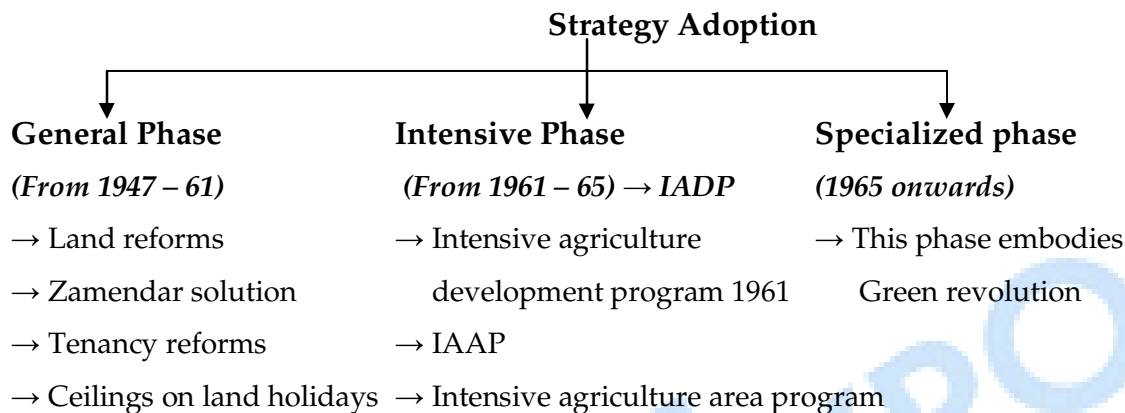 Strategy Adoption
General Phase
(From 1947 – 61)
→ Land reforms
→ Zamendar solution
→ Tenancy reforms
→ Ceilings on land holidays
Intensive Phase
(From 1961 – 65) → IADP
→ Intensive agriculture
development program 1961
→ IAAP
→ Intensive agriculture area program
Specialized phase
(1965 onwards)
→ This phase embodies
Green revolution